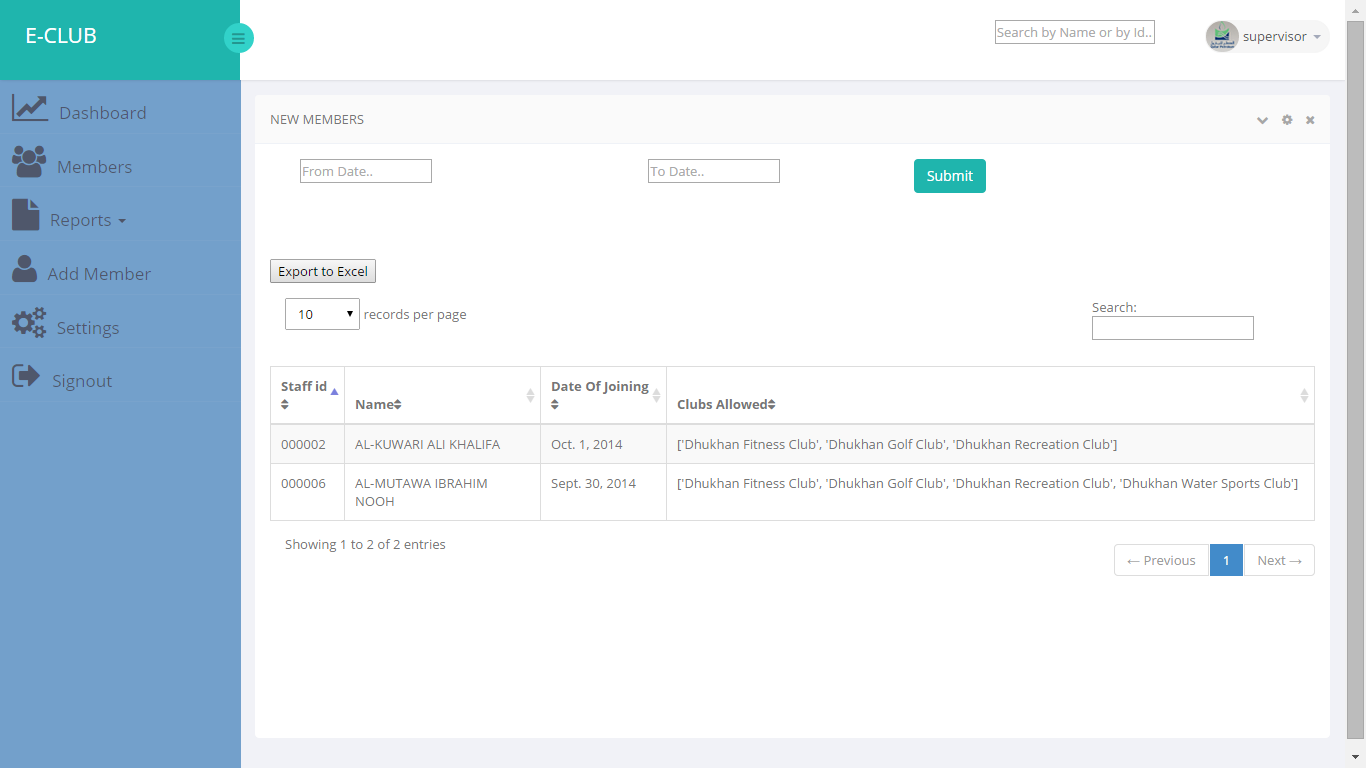 E-CLUB
Search by Name or by Id..
supervisor
Dashboard
Members
Reports
Add Member
Settings
Signout
NEW MEMBERS
From Date..
To Date..
Submit
Export to Excel
10 records per page
Search:
Staff id
Name
Date Of Joining
Clubs Allowed
000002 AL-KUWARI ALI KHALIFA Oct. 1, 2014 ['Dhukhan Fitness Club', 'Dhukhan Golf Club', 'Dhukhan Recreation Club']
000006 AL-MUTAWA IBRAHIM Sept. 30, 2014 ['Dhukhan Fitness Club', 'Dhukhan Golf Club', 'Dhukhan Recreation Club', 'Dhukhan Water Sports Club']
NOOH
Showing 1 to 2 of 2 entries
← Previous 1 Next →